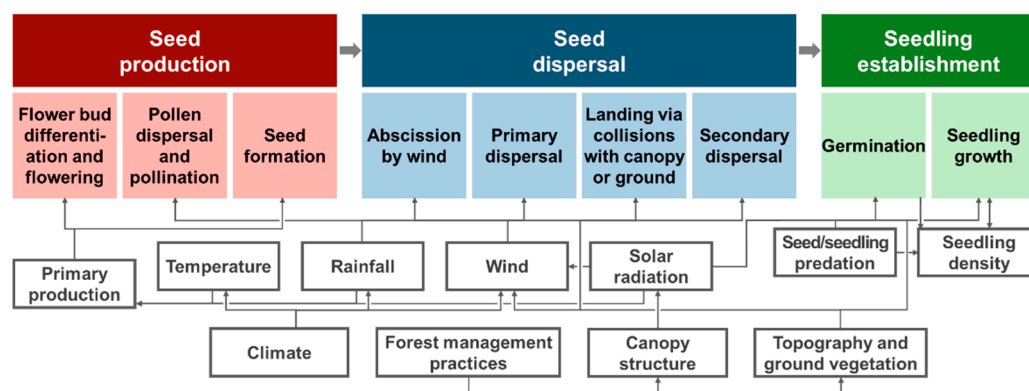 Seed
production
Seed
dispersal
Seedling
establishment
Flower bud
differenti-
ation and
flowering
Pollen
dispersal
and
pollination
Seed
formation
Abscission
by wind
Primary
dispersal
Landing via
collisions
with canopy
or ground
Secondary
dispersal
Germination
Seedling
growth
Primary
production
Temperature
Rainfall
Wind
Solar
radiation
Seed/seedling
predation
Seedling
density
Climate
Forest management
practices
Canopy
structure
Topography and
ground vegetation